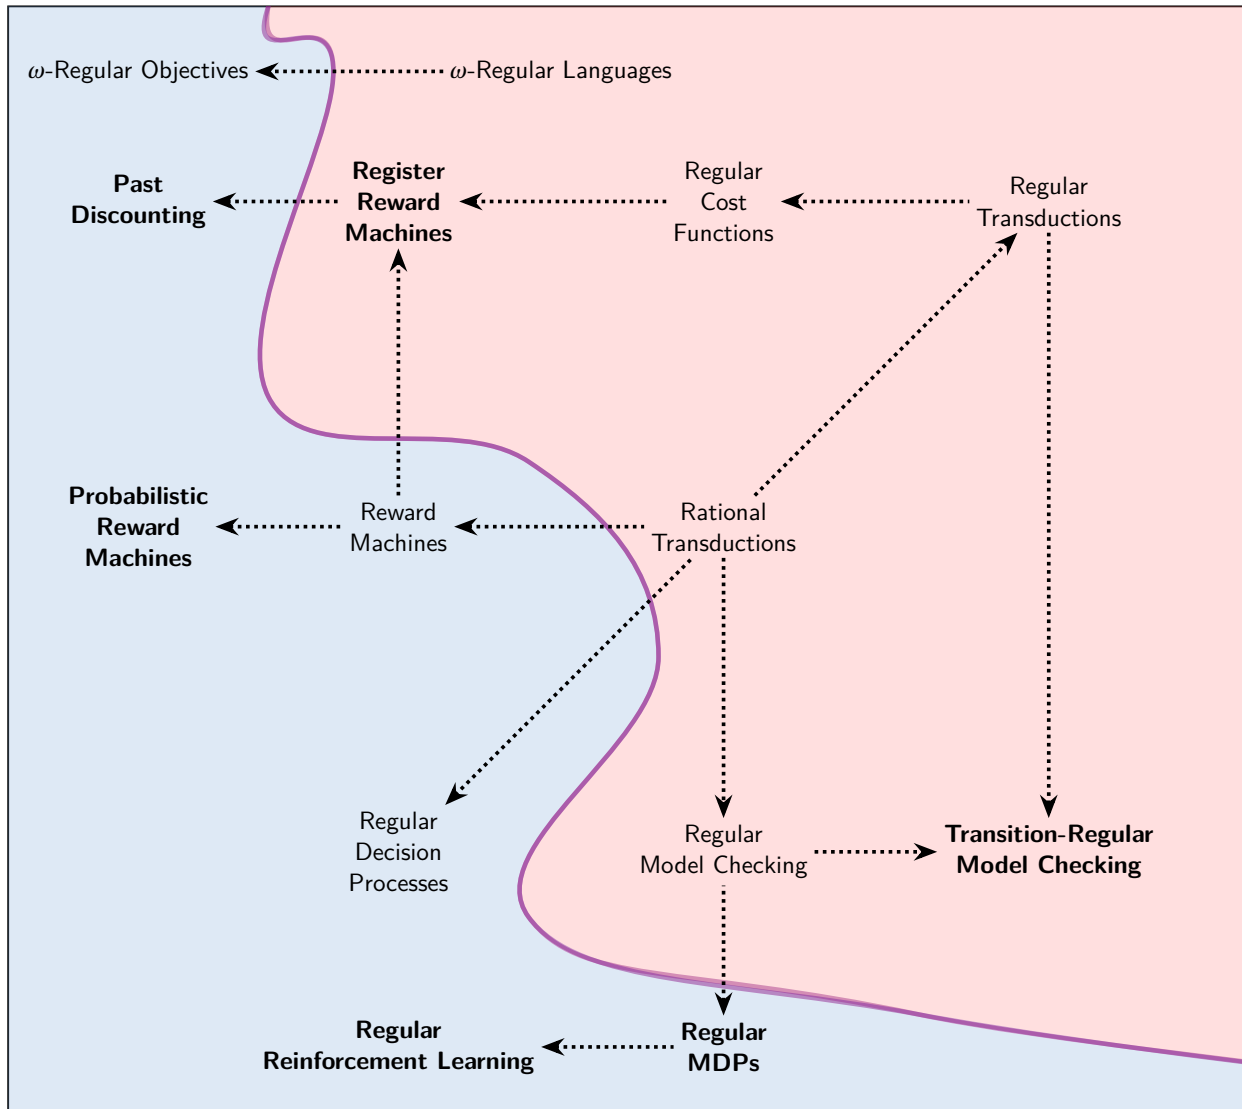 ω-Regular Objectives
ω-Regular Languages
Past
Discounting
Register
Reward
Machines
Regular
Cost
Functions
Regular
Transductions
Probabilistic
Reward
Machines
Reward
Machines
Rational
Transductions
Regular
Decision
Processes
Regular
Model Checking
Transition-Regular
Model Checking
Regular
Reinforcement Learning
Regular
MDPs